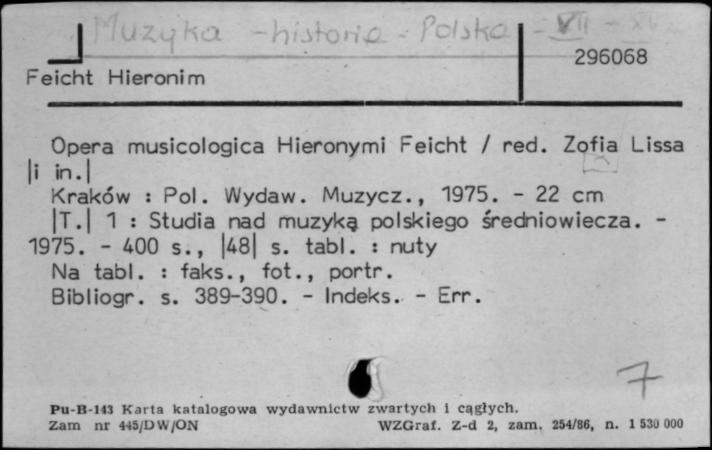 Muzyka - historia - Polska - VII - XV
296068
Feicht Hieronim
Opera musicologica Hieronymi Feicht / red. Zofia Lissa
|i in.|
Kraków : Pol. Wydaw. Muzycz., 1975. - 22 cm
|T.| 1 : Studia nad muzyką polskiego średniowiecza. -
1975. - 400 s., |48| s. tabl. : nuty
Na tabl. : faks., fot., portr.
Bibliogr. s. 389-390. - Indeks. - Err.
7
Pu-B-143 Karta katalogowa wydawnictw zwartych i cągłych.
Zam nr 445/DW/ON WZGraf. Z-d 2, zam. 254/86, n. 1 530 000